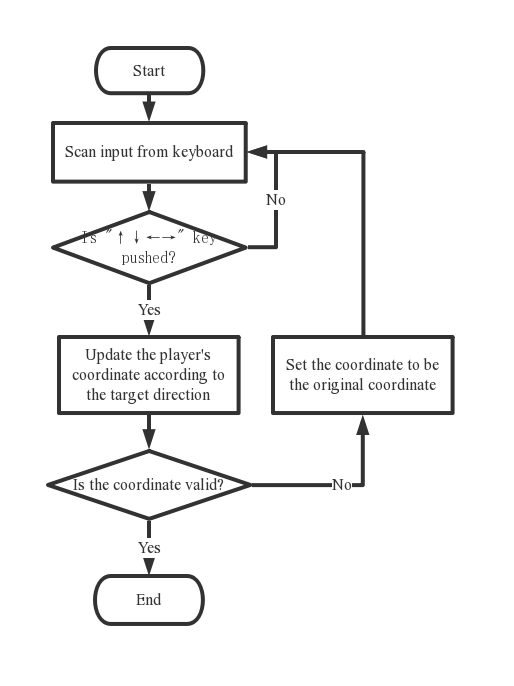 Start
Scan input from keyboard
No
Is "↑ ↓ ←→" key
pushed?
Yes
Update the player's
coordinate according to
the target direction
Set the coordinate to be
the original coordinate
Is the coordinate valid?
No
Yes
End